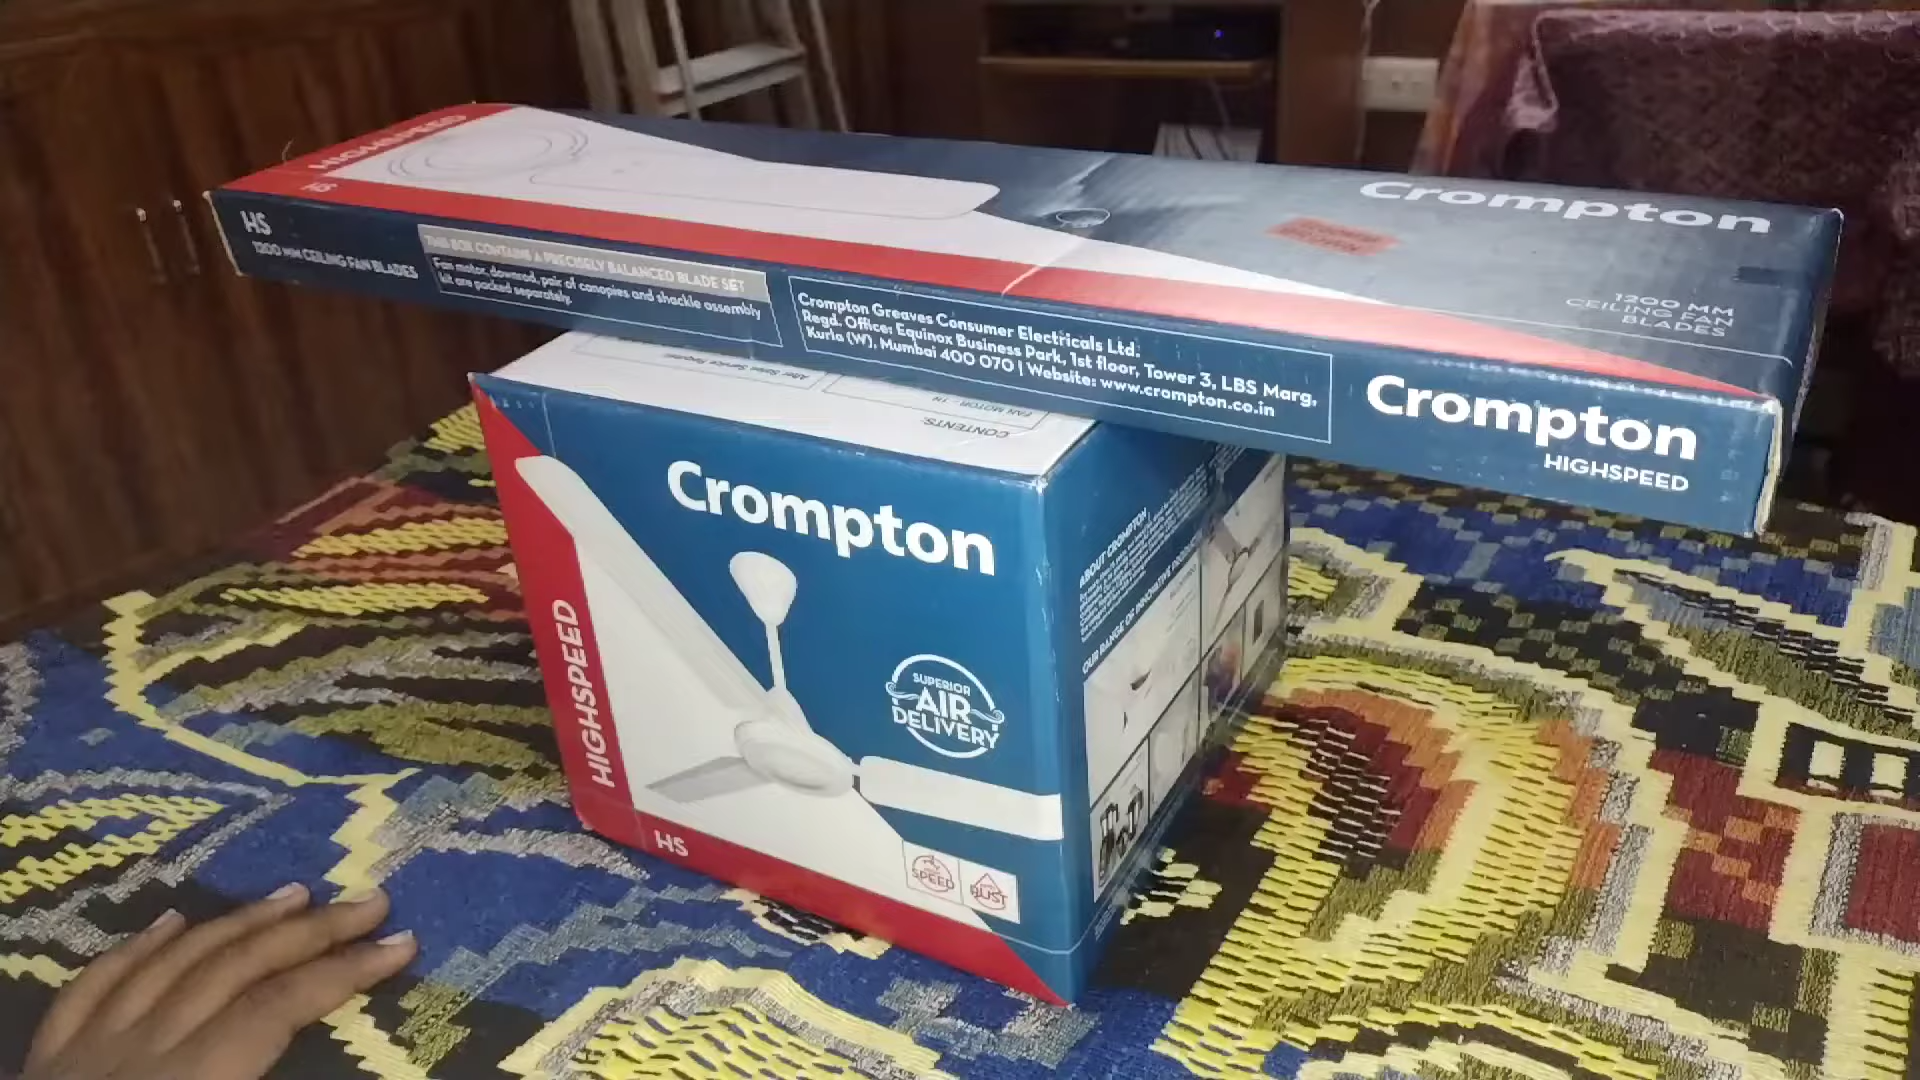 HIGHSPEED
HS
Crompton
1200 MM
CEILING FAN
BLADES
HS
1200 MM CEILING FAN BLADES
THIS BOX CONTAINS A PRECISELY BALANCED BLADE SET
Fan motor, downrod, pair of canopies and shackle assembly
kit are packed separately.
Crompton Greaves Consumer Electricals Ltd.
Regd. Office: Equinox Business Park, 1st floor, Tower 3, LBS Marg,
Kurla (W), Mumbai 400 070 | Website: www.crompton.co.in
Crompton
HIGHSPEED
CONTENTS:
FAN MOTOR - 1N
Crompton
HIGHSPEED
SUPERIOR
AIR
DELIVERY
HS
SPEED
DUST
ABOUT CROMPTON
OUR RANGE OF INNOVATIVE PRODUCTS